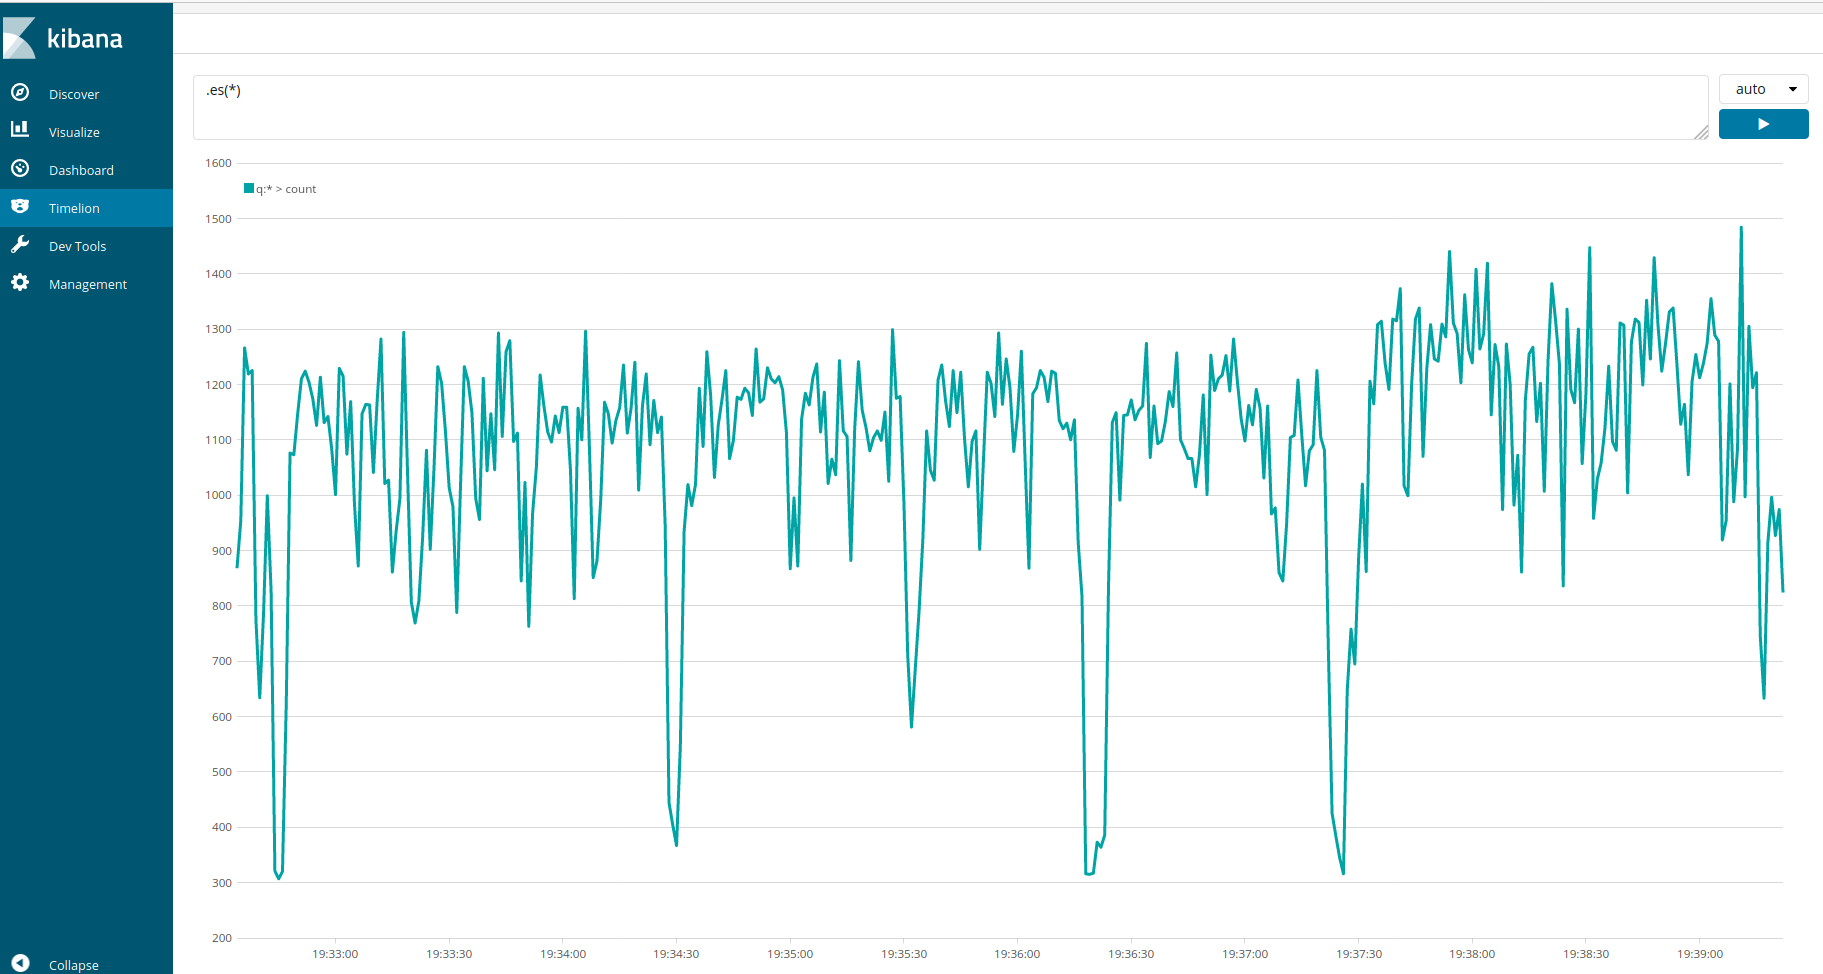 kibana
Discover
Visualize
Dashboard
Timelion
Dev Tools
Management
Collapse
.es(*)
auto
q:* > count
1600
1500
1400
1300
1200
1100
1000
900
800
700
600
500
400
300
200
19:33:00 19:33:30 19:34:00 19:34:30 19:35:00 19:35:30 19:36:00 19:36:30 19:37:00 19:37:30 19:38:00 19:38:30 19:39:00